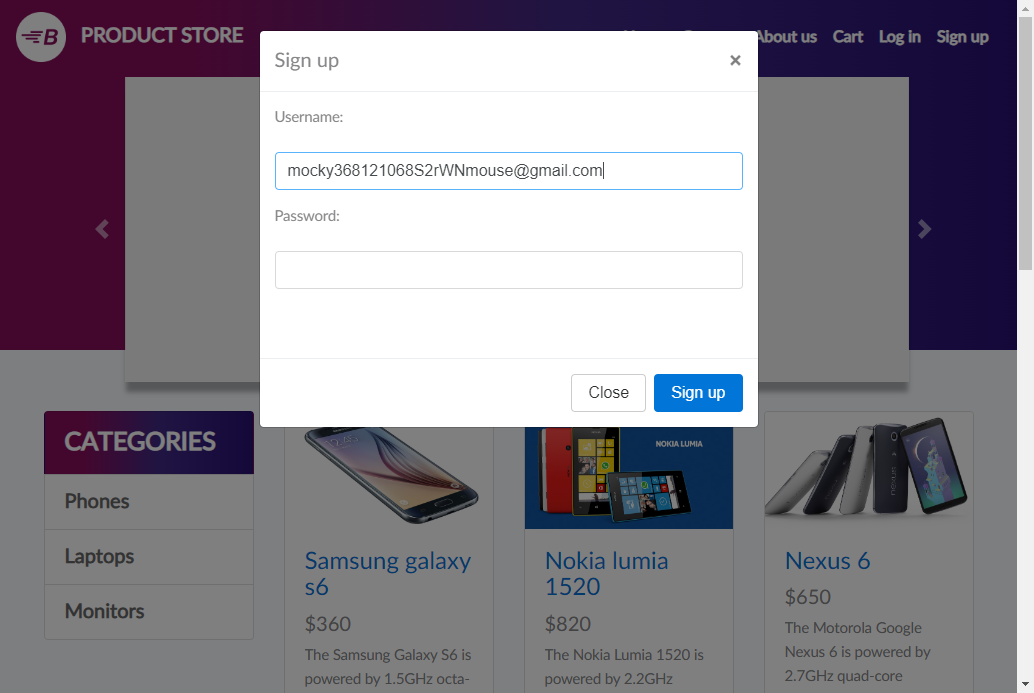 B PRODUCT STORE
About us Cart Log in Sign up
Sign up ×
Username:
mocky368121068S2rWNmouse@gmail.com
Password:
Close Sign up
CATEGORIES
Phones
Laptops
Monitors
NOKIA LUMIA
nexus
Samsung galaxy
s6
$360
The Samsung Galaxy S6 is
powered by 1.5GHz octa-
Nokia lumia
1520
$820
The Nokia Lumia 1520 is
powered by 2.2GHz
Nexus 6
$650
The Motorola Google
Nexus 6 is powered by
2.7GHz quad-core